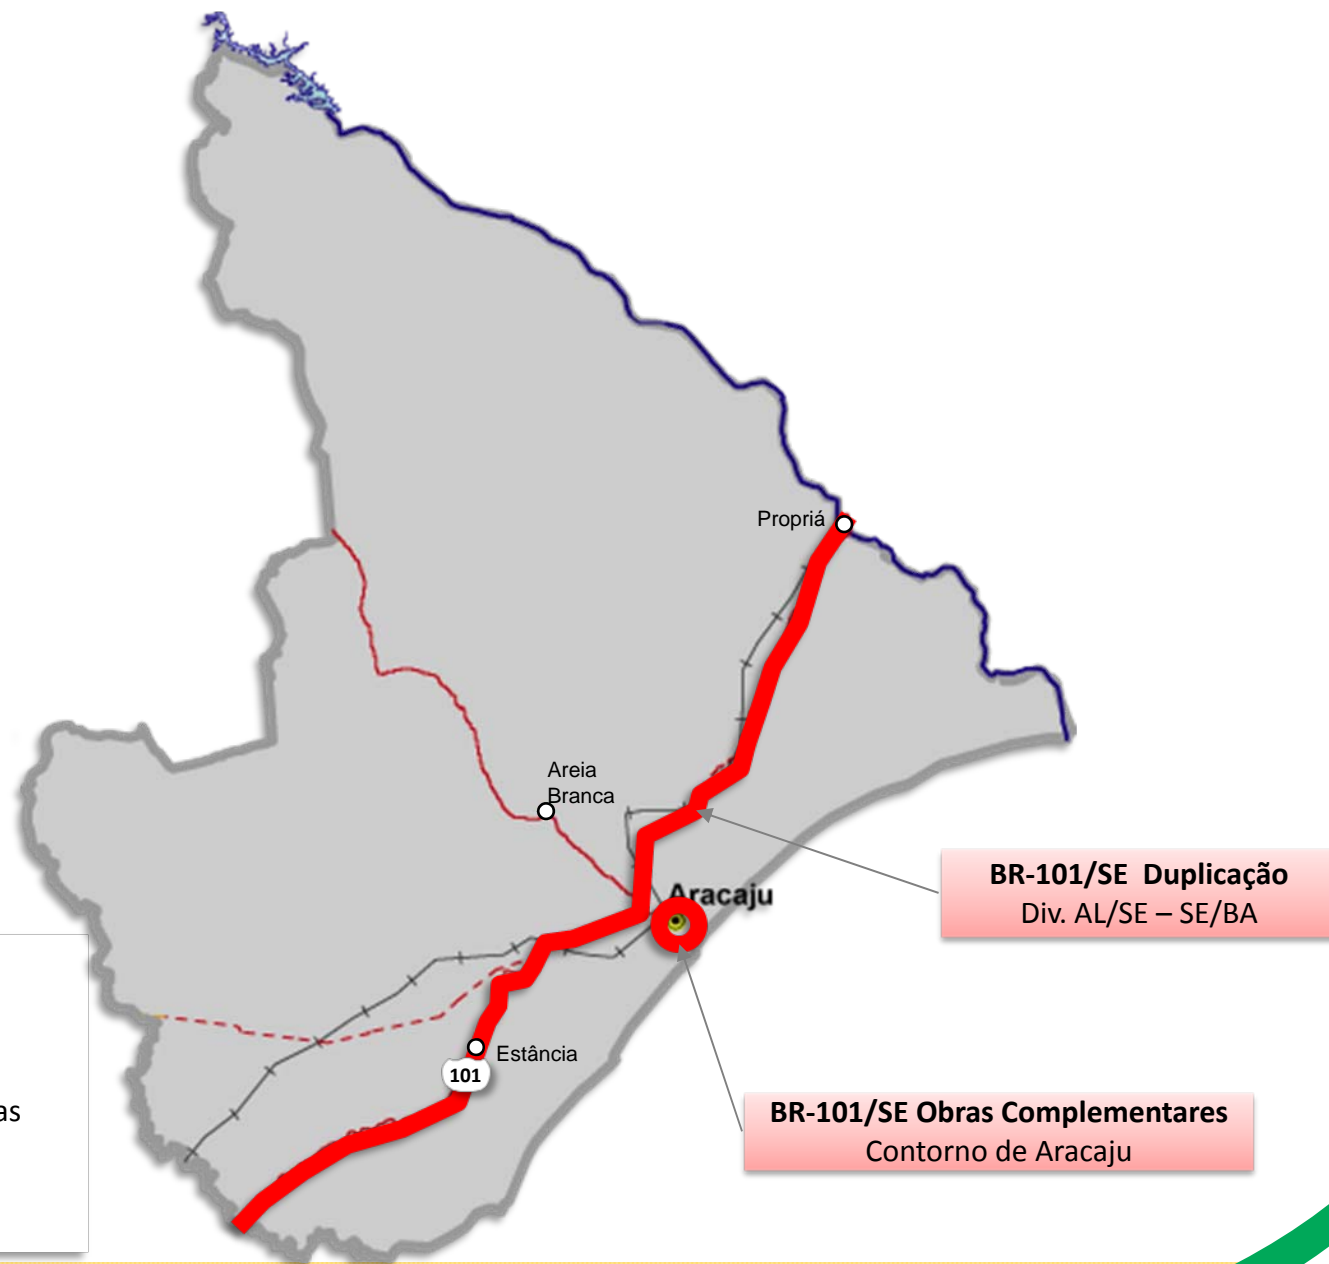 Propriá
Areia
Branca
Aracaju
BR-101/SE Duplicação
Div. AL/SE – SE/BA
Estância
101
BR-101/SE Obras Complementares
Contorno de Aracaju